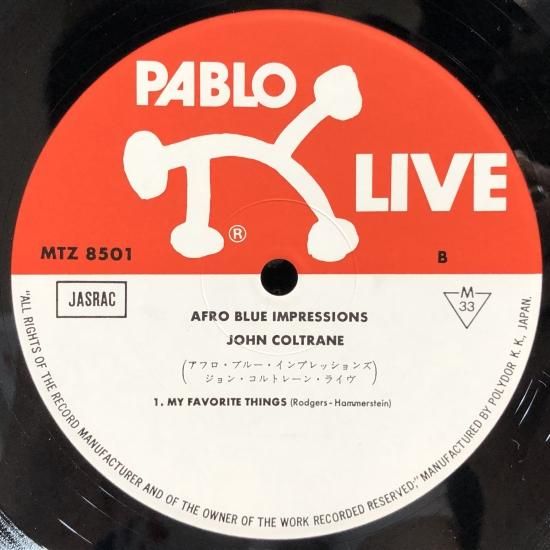 PABLO
LIVE
®
MTZ 8501
B
JASRAC
M
33
AFRO BLUE IMPRESSIONS
JOHN COLTRANE
(アフロ・ブルー・インプレッションズ
ジョン・コルトレーン・ライヴ)
1. MY FAVORITE THINGS (Rodgers-Hammerstein)
"ALL RIGHTS OF THE RECORD MANUFACTURER AND OF THE OWNER OF THE WORK RECORDED RESERVED," MANUFACTURED BY POLYDOR K. K., JAPAN.